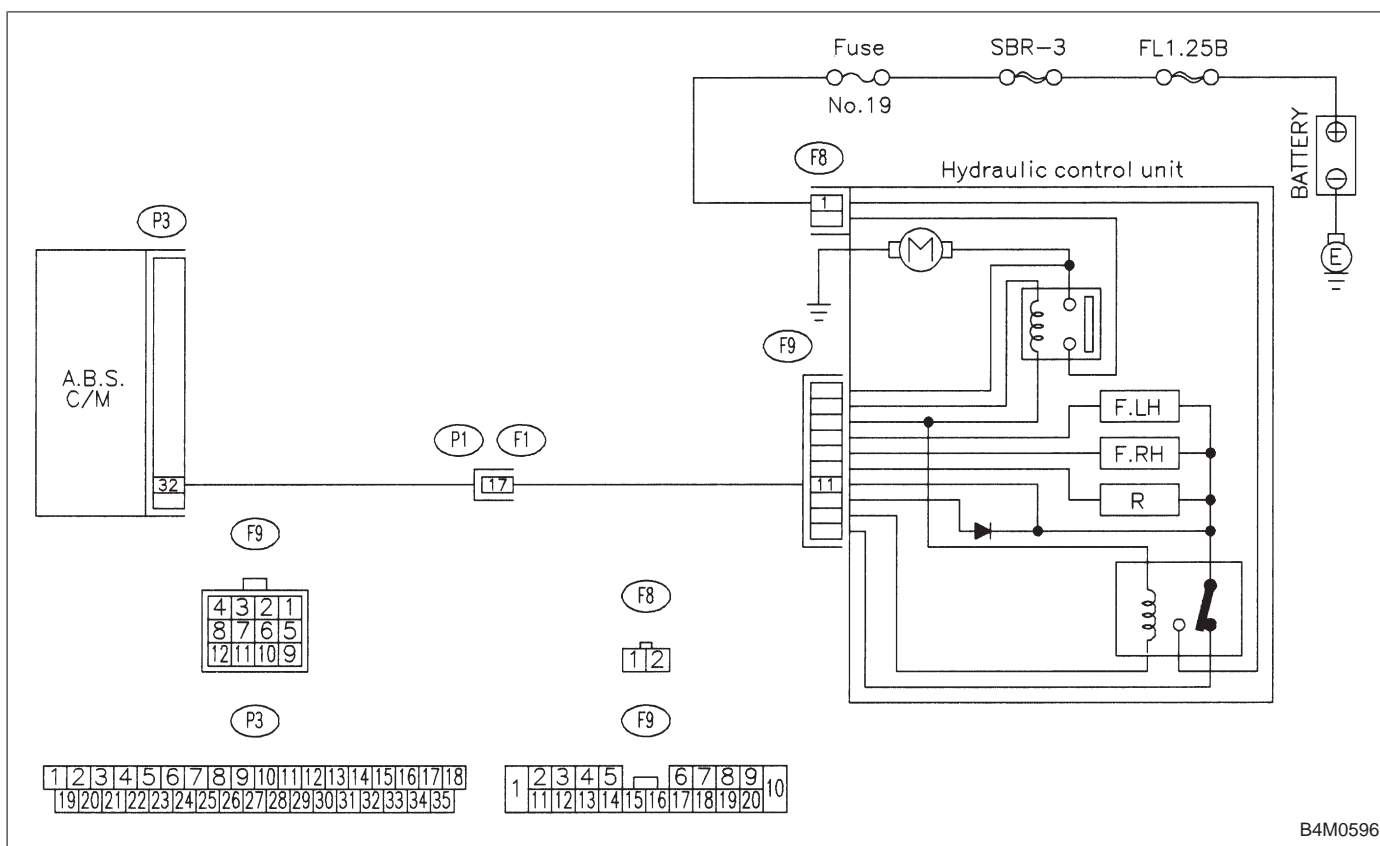 Fuse SBR-3 FL1.25B
No.19
BATTERY
F8
Hydraulic control unit
1
P3
M
E
F9
A.B.S.
C/M
F.LH
P1 F1
F.RH
32 17 11
R
F9
4 3 2 1
8 7 6 5
12 11 10 9
F8
1 2
P3
1 2 3 4 5 6 7 8 9 10 11 12 13 14 15 16 17 18
19 20 21 22 23 24 25 26 27 28 29 30 31 32 33 34 35
F9
1 2 3 4 5 6 7 8 9 10
11 12 13 14 15 16 17 18 19 20
B4M0596